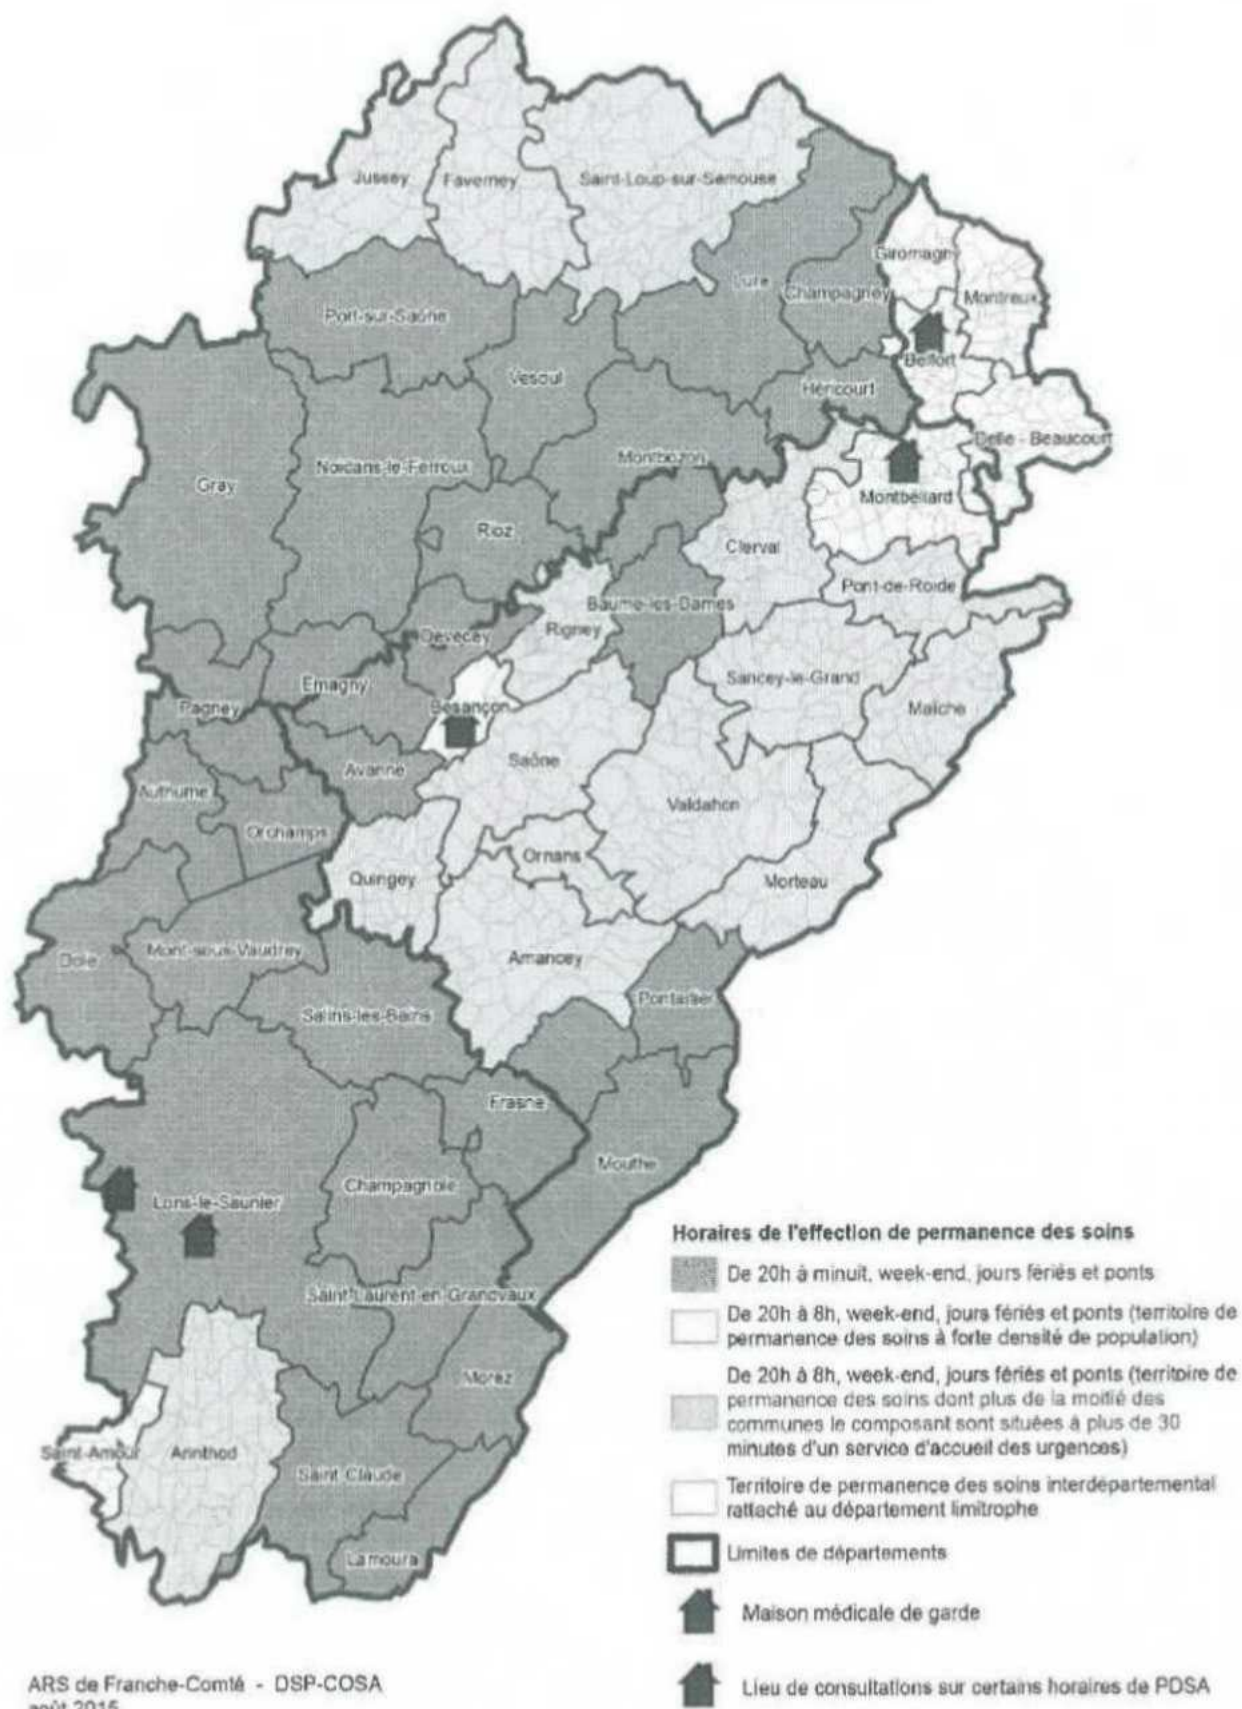 Jussey
Faverney
Saint-Loup-sur-Semouse
Giromagny
Lure
Champagney
Montreux
Port-sur-Saône
Belfort
Vesoul
Héricourt
Delle - Beaucourt
Montbozon
Noidans-le-Ferroux
Gray
Montbéliard
Rioz
Clerval
Pont-de-Roide
Baume-les-Dames
Rigney
Devecey
Sancey-le-Grand
Emagny
Besançon
Maîche
Pagney
Saône
Avanne
Authume
Valdahon
Orchamps
Ornans
Quingey
Morteau
Mont-sous-Vaudrey
Dole
Amancey
Pontarlier
Salins-les-Bains
Frasne
Mouthe
Champagnole
Lons-le-Saunier
Saint-Laurent-en-Grandvaux
Morez
Saint-Amour
Arinthod
Saint-Claude
Lamoura
Horaires de l'effection de permanence des soins
De 20h à minuit, week-end, jours fériés et ponts
De 20h à 8h, week-end, jours fériés et ponts (territoire de
permanence des soins à forte densité de population)
De 20h à 8h, week-end, jours fériés et ponts (territoire de
permanence des soins dont plus de la moitié des
communes le composant sont situées à plus de 30
minutes d'un service d'accueil des urgences)
Territoire de permanence des soins interdépartemental
rattaché au département limitrophe
Limites de départements
Maison médicale de garde
Lieu de consultations sur certains horaires de PDSA
ARS de Franche-Comté - DSP-COSA
août 2015